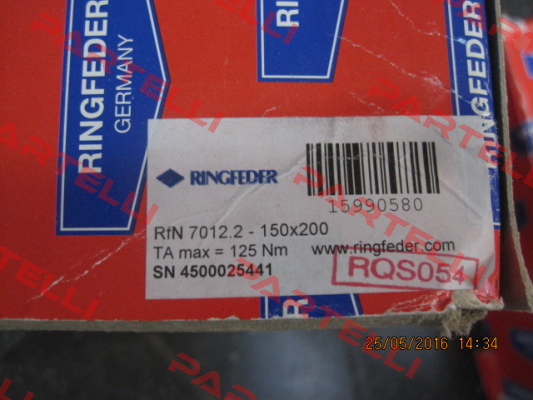 RINGFEDER
GERMANY
RINGFEDER
RINGFEDER
RINGFEDER
15990580
RfN 7012.2 - 150x200
TA max = 125 Nm www.ringfeder.com
SN 4500025441
RQS054
25/05/2016 14:34
PARTELLI
PARTELLI
PARTELLI